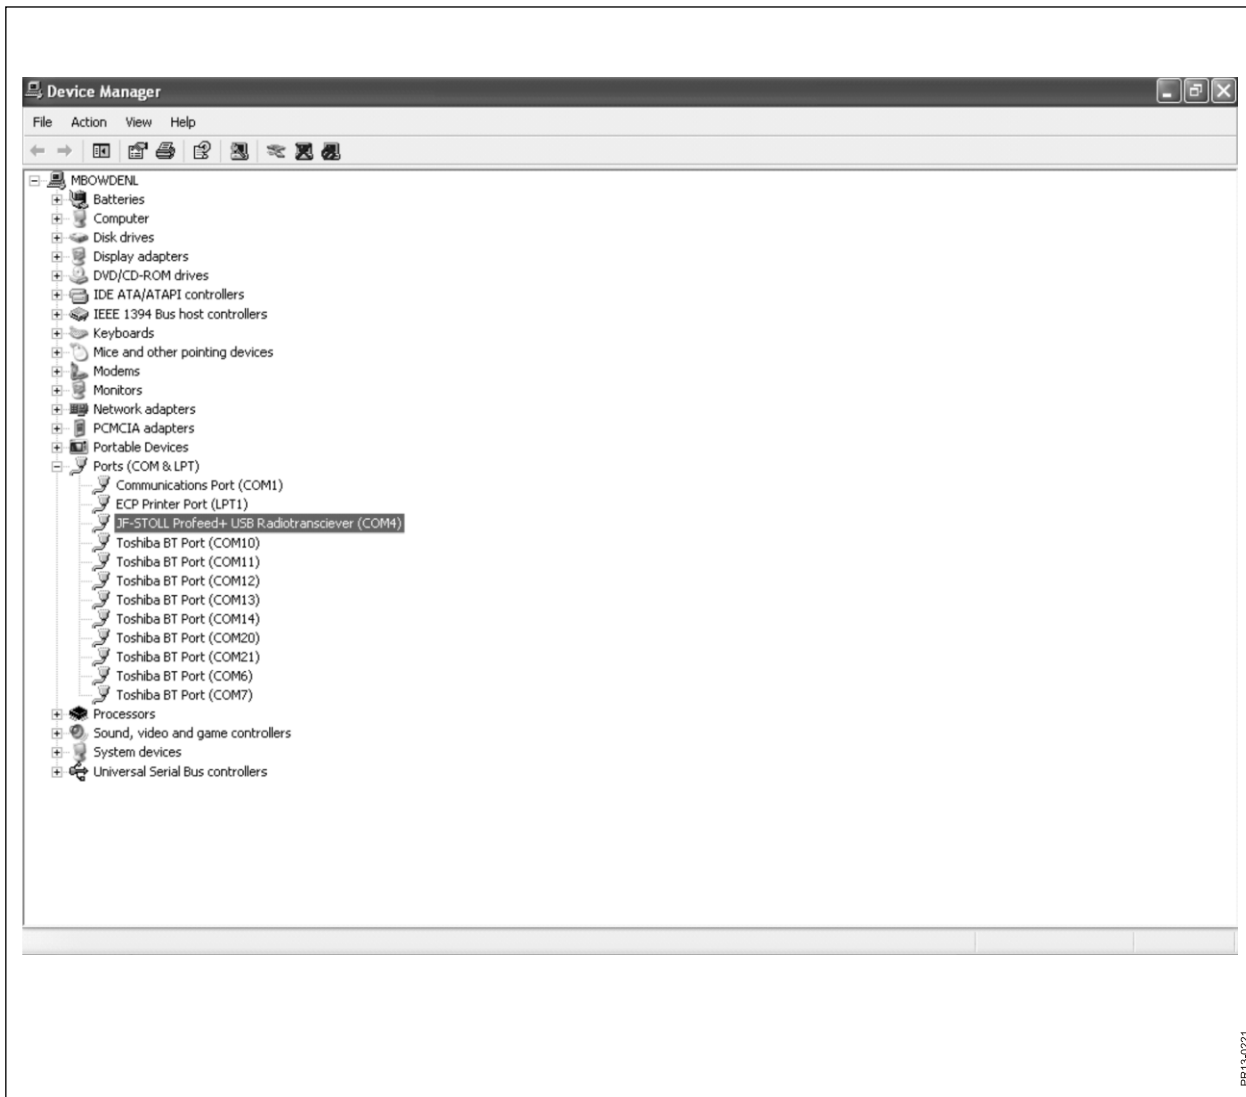 Device Manager
File Action View Help
MBOWDENL
Batteries
Computer
Disk drives
Display adapters
DVD/CD-ROM drives
IDE ATA/ATAPI controllers
IEEE 1394 Bus host controllers
Keyboards
Mice and other pointing devices
Modems
Monitors
Network adapters
PCMCIA adapters
Portable Devices
Ports (COM & LPT)
Communications Port (COM1)
ECP Printer Port (LPT1)
JF-STOLL Profeed+ USB Radiotransciever (COM4)
Toshiba BT Port (COM10)
Toshiba BT Port (COM11)
Toshiba BT Port (COM12)
Toshiba BT Port (COM13)
Toshiba BT Port (COM14)
Toshiba BT Port (COM20)
Toshiba BT Port (COM21)
Toshiba BT Port (COM6)
Toshiba BT Port (COM7)
Processors
Sound, video and game controllers
System devices
Universal Serial Bus controllers
PR13-0221